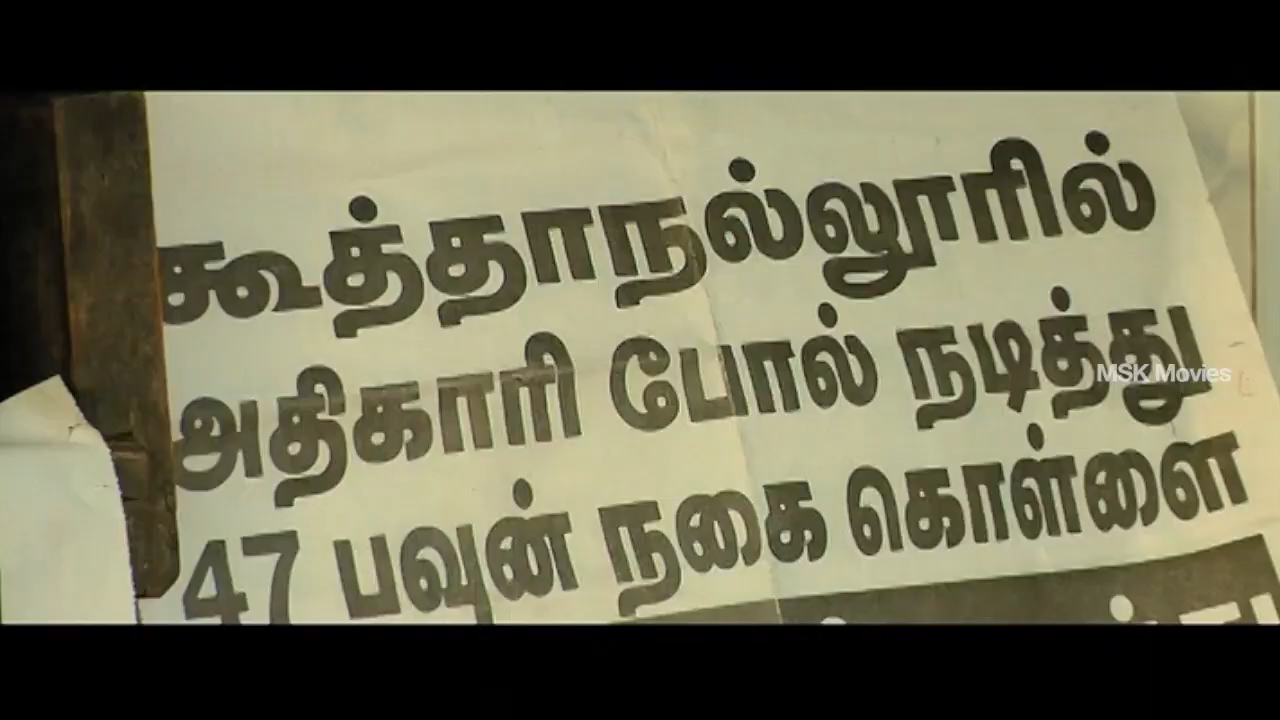 கூத்தாநல்லூரில்
அதிகாரி போல் நடித்து
MSK Movies
47 பவுன் நகை கொள்ளை